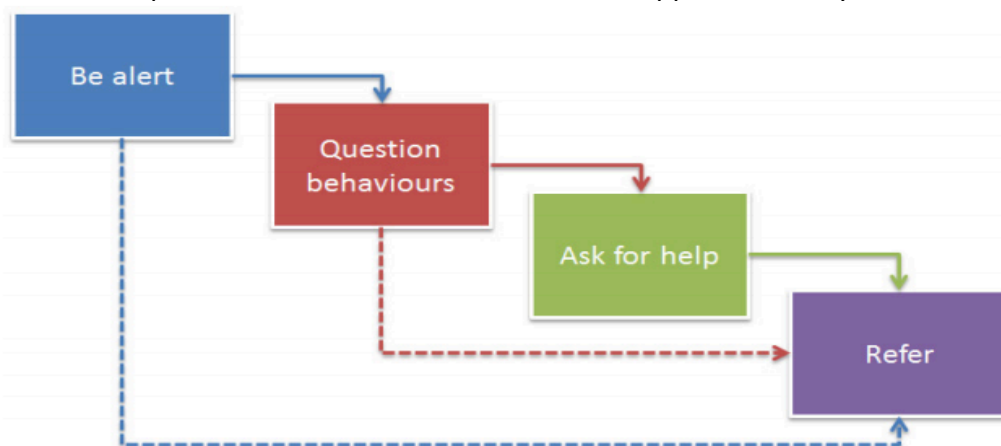 Be alert
Question
behaviours
Ask for help
Refer